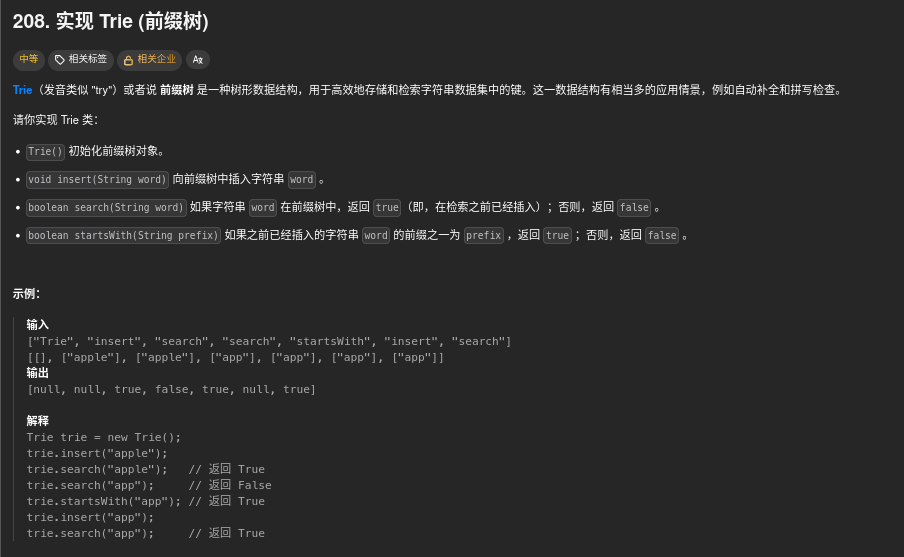 208. 实现 Trie (前缀树)
中等 相关标签 相关企业 Aあ
Trie（发音类似 "try"）或者说 前缀树 是一种树形数据结构，用于高效地存储和检索字符串数据集中的键。这一数据结构有相当多的应用情景，例如自动补全和拼写检查。
请你实现 Trie 类：
• Trie() 初始化前缀树对象。
• void insert(String word) 向前缀树中插入字符串 word 。
• boolean search(String word) 如果字符串 word 在前缀树中，返回 true（即，在检索之前已经插入）；否则，返回 false 。
• boolean startsWith(String prefix) 如果之前已经插入的字符串 word 的前缀之一为 prefix ，返回 true ；否则，返回 false 。
示例：
输入
["Trie", "insert", "search", "search", "startsWith", "insert", "search"]
[[], ["apple"], ["apple"], ["app"], ["app"], ["app"], ["app"]]
输出
[null, null, true, false, true, null, true]
解释
Trie trie = new Trie();
trie.insert("apple");
trie.search("apple");   // 返回 True
trie.search("app");     // 返回 False
trie.startsWith("app"); // 返回 True
trie.insert("app");
trie.search("app");     // 返回 True